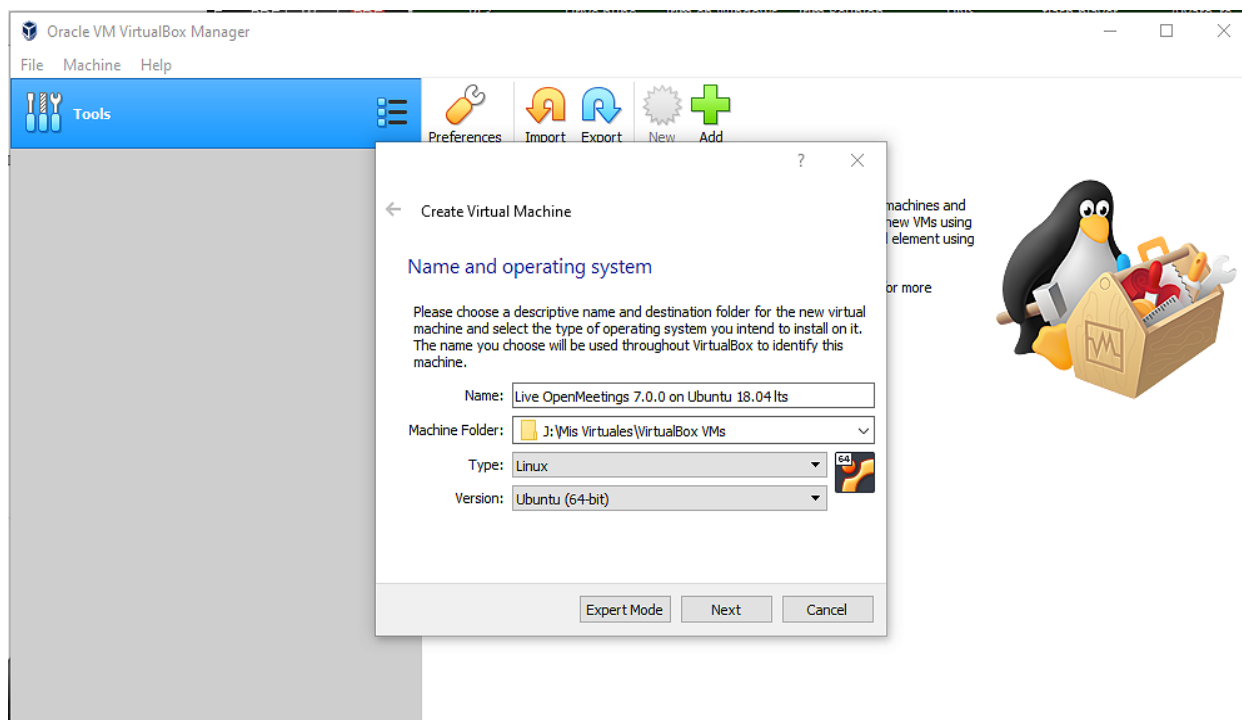 Oracle VM VirtualBox Manager
File Machine Help
Tools
Preferences Import Export New Add
machines and
new VMs using
element using
or more
? 
Create Virtual Machine
Name and operating system
Please choose a descriptive name and destination folder for the new virtual
machine and select the type of operating system you intend to install on it.
The name you choose will be used throughout VirtualBox to identify this
machine.
Name: Live OpenMeetings 7.0.0 on Ubuntu 18.04 lts
Machine Folder: J:\Mis Virtuales\VirtualBox VMs
Type: Linux
64
Version: Ubuntu (64-bit)
Expert Mode Next Cancel